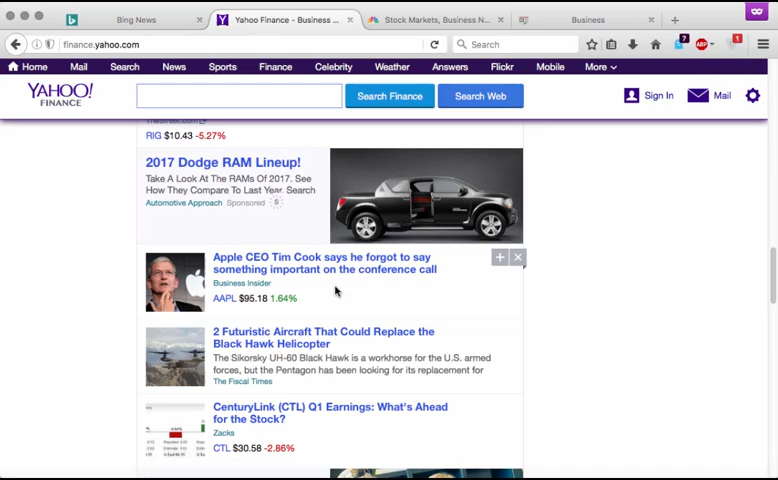 Bing News
Yahoo Finance - Business ...
Stock Markets, Business N...
Business
finance.yahoo.com
Search
7
ABP
1
Home Mail Search News Sports Finance Celebrity Weather Answers Flickr Mobile More
YAHOO!
FINANCE
Search Finance
Search Web
Sign In
Mail
RIG $10.43 -5.27%
2017 Dodge RAM Lineup!
Take A Look At The RAMs Of 2017. See
How They Compare To Last Year. Search
Automotive Approach Sponsored
Apple CEO Tim Cook says he forgot to say
something important on the conference call
Business Insider
AAPL $95.18 1.64%
2 Futuristic Aircraft That Could Replace the
Black Hawk Helicopter
The Sikorsky UH-60 Black Hawk is a workhorse for the U.S. armed
forces, but the Pentagon has been looking for its replacement for
The Fiscal Times
CenturyLink (CTL) Q1 Earnings: What's Ahead
for the Stock?
Zacks
CTL $30.58 -2.86%